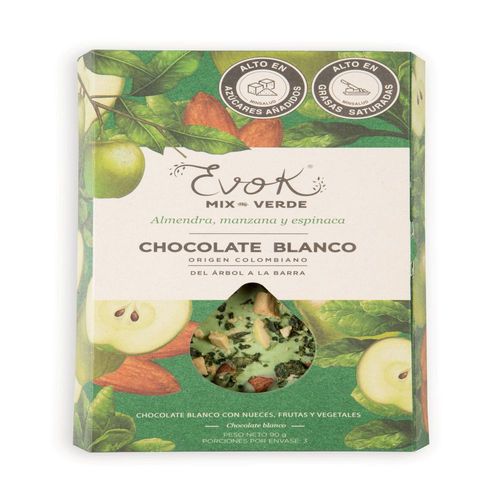 ALTO EN
AZÚCARES AÑADIDOS
MINSALUD
ALTO EN
GRASAS SATURADAS
MINSALUD
Evok®
MIX VERDE
Almendra, manzana y espinaca
CHOCOLATE BLANCO
ORIGEN COLOMBIANO
DEL ÁRBOL A LA BARRA
CHOCOLATE BLANCO CON NUECES, FRUTAS Y VEGETALES
Chocolate blanco
PESO NETO 90 g
PORCIONES POR ENVASE: 3